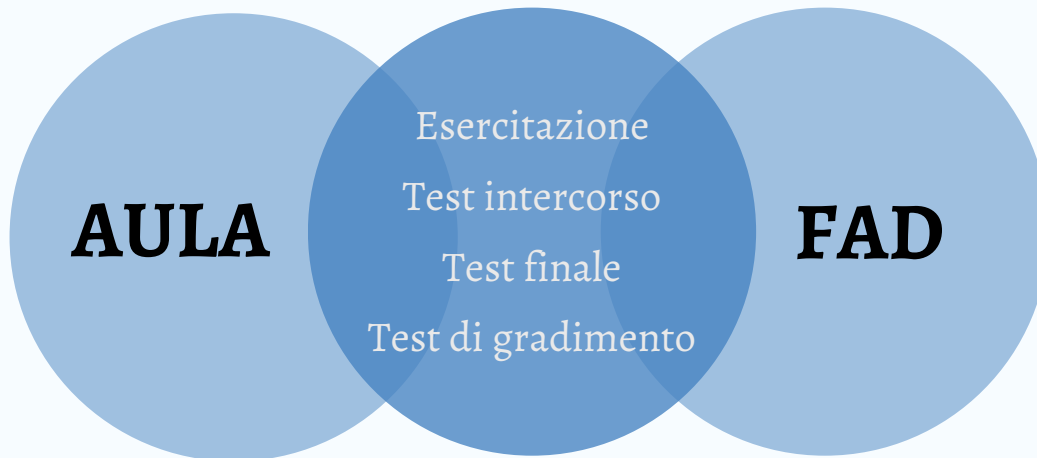 AULA
Esercitazione
Test intercorso
Test finale
Test di gradimento
FAD